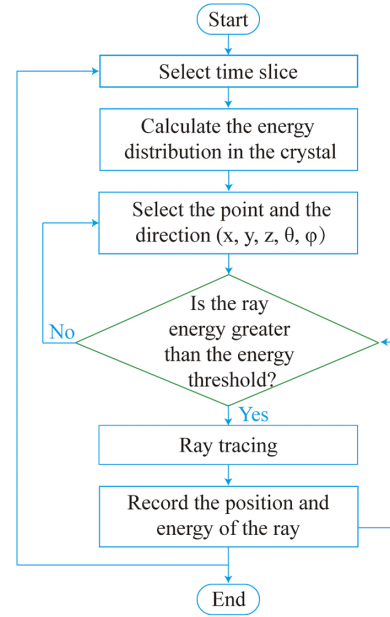 Start
Select time slice
Calculate the energy
distribution in the crystal
Select the point and the
direction (x, y, z, θ, φ)
Is the ray
energy greater
than the energy
threshold?
No
Yes
Ray tracing
Record the position and
energy of the ray
End